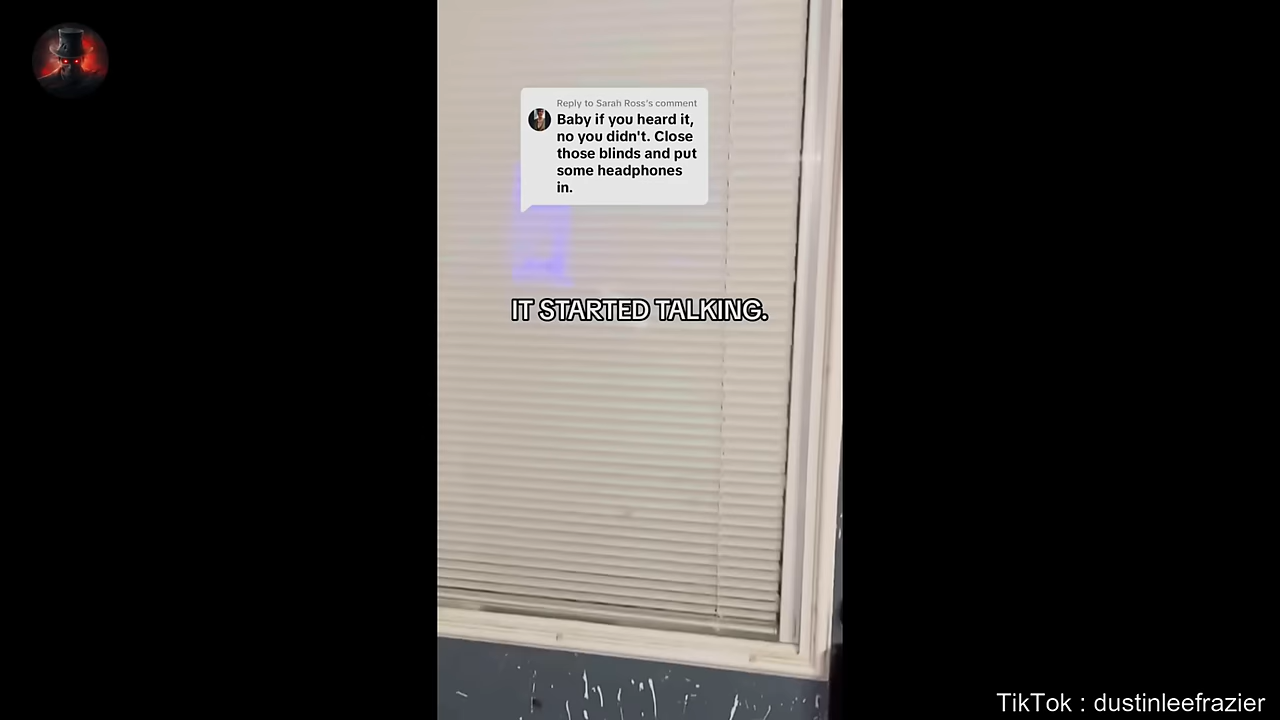 Reply to Sarah Ross's comment
Baby if you heard it,
no you didn't. Close
those blinds and put
some headphones
in.
IT STARTED TALKING.
TikTok : dustinleefrazier